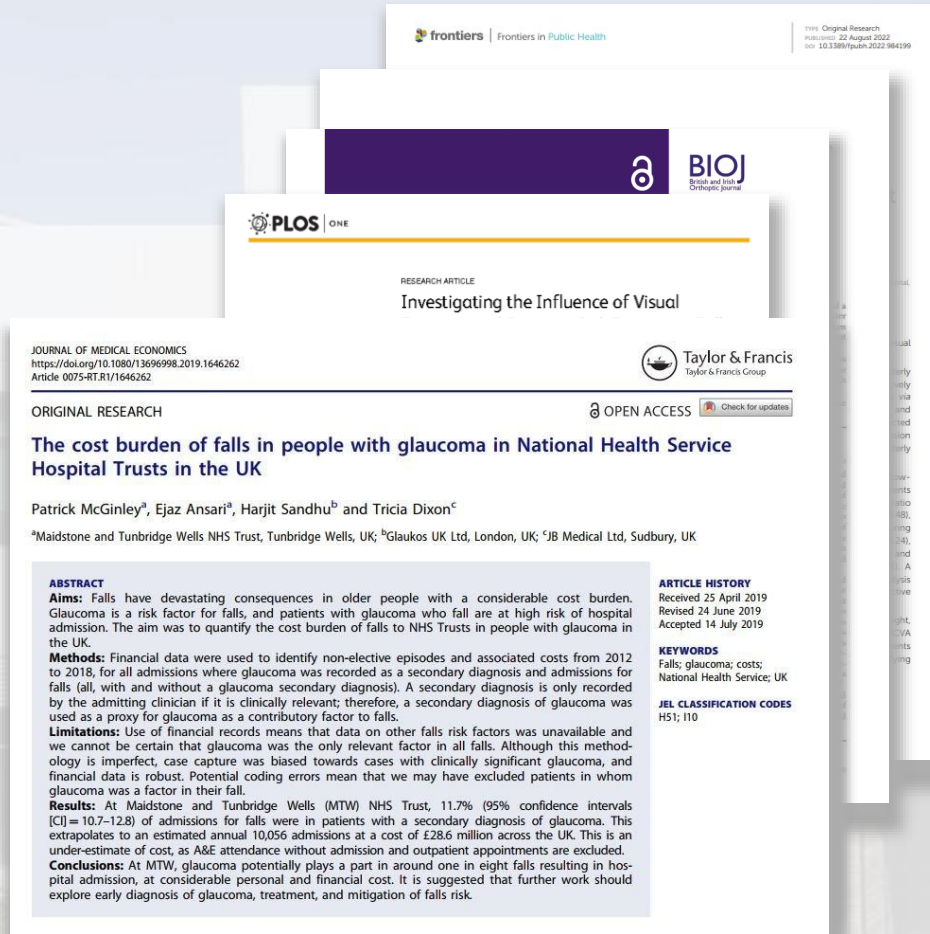 frontiers | Frontiers in Public Health
TYPE Original Research
PUBLISHED 22 August 2022
DOI 10.3389/fpubh.2022.984199
BIOJ
British and Irish
Orthoptic Journal
PLOS | ONE
RESEARCH ARTICLE
Investigating the Influence of Visual
JOURNAL OF MEDICAL ECONOMICS
https://doi.org/10.1080/13696998.2019.1646262
Article 0075-RT.R1/1646262
Taylor & Francis
Taylor & Francis Group
ORIGINAL RESEARCH
OPEN ACCESS
Check for updates
The cost burden of falls in people with glaucoma in National Health Service
Hospital Trusts in the UK
Patrick McGinleya, Ejaz Ansaria, Harjit Sandhub and Tricia Dixonc
aMaidstone and Tunbridge Wells NHS Trust, Tunbridge Wells, UK; bGlaukos UK Ltd, London, UK; cJB Medical Ltd, Sudbury, UK
ABSTRACT
Aims: Falls have devastating consequences in older people with a considerable cost burden.
Glaucoma is a risk factor for falls, and patients with glaucoma who fall are at high risk of hospital
admission. The aim was to quantify the cost burden of falls to NHS Trusts in people with glaucoma in
the UK.
Methods: Financial data were used to identify non-elective episodes and associated costs from 2012
to 2018, for all admissions where glaucoma was recorded as a secondary diagnosis and admissions for
falls (all, with and without a glaucoma secondary diagnosis). A secondary diagnosis is only recorded
by the admitting clinician if it is clinically relevant; therefore, a secondary diagnosis of glaucoma was
used as a proxy for glaucoma as a contributory factor to falls.
Limitations: Use of financial records means that data on other falls risk factors was unavailable and
we cannot be certain that glaucoma was the only relevant factor in all falls. Although this method-
ology is imperfect, case capture was biased towards cases with clinically significant glaucoma, and
financial data is robust. Potential coding errors mean that we may have excluded patients in whom
glaucoma was a factor in their fall.
Results: At Maidstone and Tunbridge Wells (MTW) NHS Trust, 11.7% (95% confidence intervals
[CI] = 10.7–12.8) of admissions for falls were in patients with a secondary diagnosis of glaucoma. This
extrapolates to an estimated annual 10,056 admissions at a cost of £28.6 million across the UK. This is an
under-estimate of cost, as A&E attendance without admission and outpatient appointments are excluded.
Conclusions: At MTW, glaucoma potentially plays a part in around one in eight falls resulting in hos-
pital admission, at considerable personal and financial cost. It is suggested that further work should
explore early diagnosis of glaucoma, treatment, and mitigation of falls risk.
ARTICLE HISTORY
Received 25 April 2019
Revised 24 June 2019
Accepted 14 July 2019
KEYWORDS
Falls; glaucoma; costs;
National Health Service; UK
JEL CLASSIFICATION CODES
H51; I10